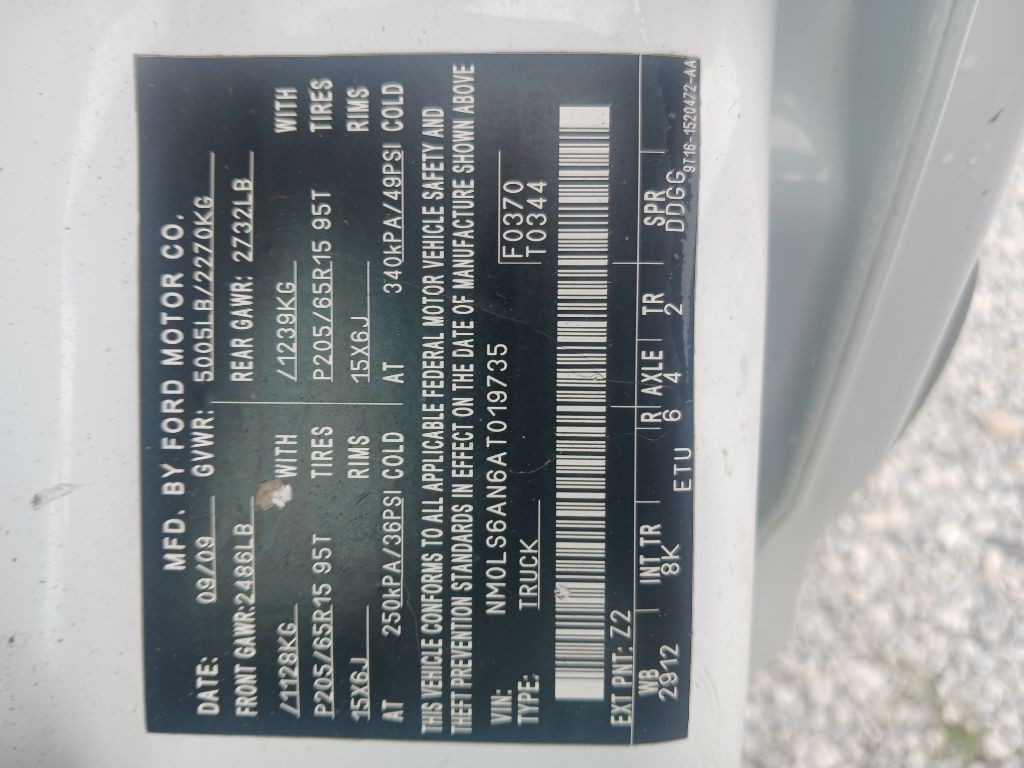 MFD. BY FORD MOTOR CO.
DATE: 09/09 GVWR: 5005LB/2270KG
FRONT GAWR:2486LB REAR GAWR: 2732LB
/1128KG WITH /1239KG WITH
P205/65R15 95T TIRES P205/65R15 95T TIRES
15X6J RIMS 15X6J RIMS
AT 250kPA/36PSI COLD AT 340kPA/49PSI COLD
THIS VEHICLE CONFORMS TO ALL APPLICABLE FEDERAL MOTOR VEHICLE SAFETY AND
THEFT PREVENTION STANDARDS IN EFFECT ON THE DATE OF MANUFACTURE SHOWN ABOVE
VIN: NM0LS6AN6AT019735 F0370
TYPE: TRUCK T0344
EXT PNT: Z2
WB INT TR R AXLE TR SPR
2912 8K 6 4 2 DDGG
ETU
9T16-1520472-AA